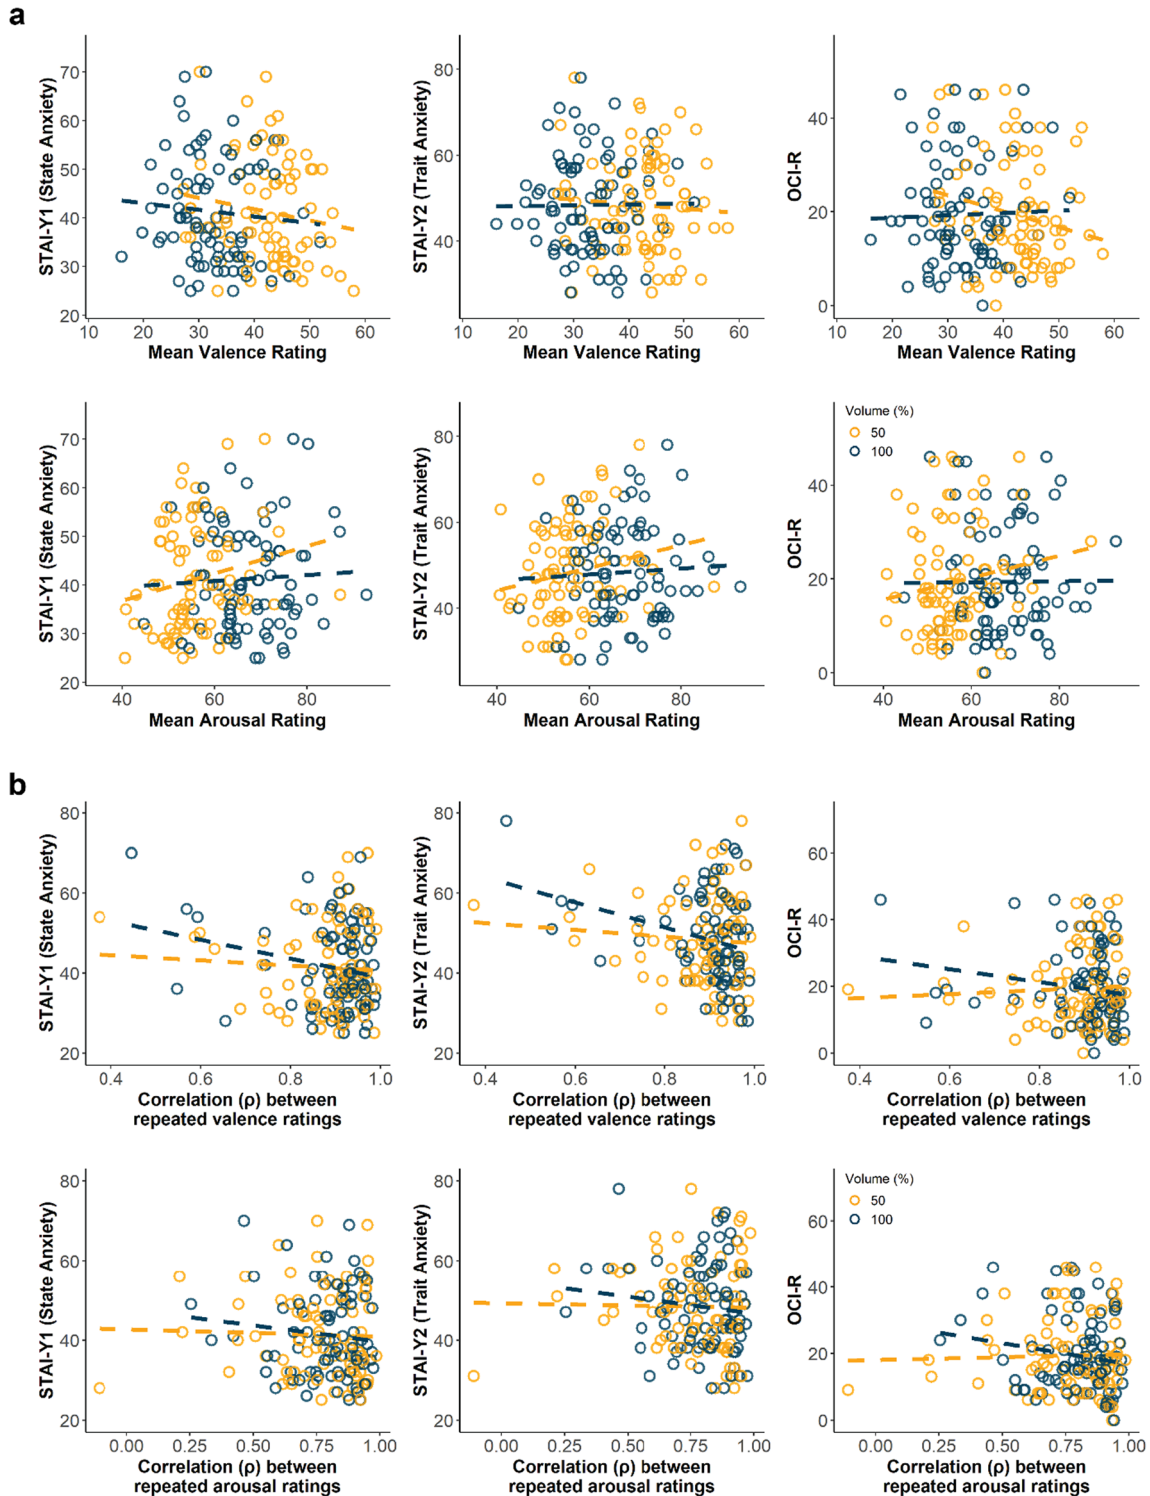 a
STAI-Y1 (State Anxiety)
70
60
50
40
30
20
10 20 30 40 50 60
Mean Valence Rating
STAI-Y2 (Trait Anxiety)
80
60
40
10 20 30 40 50 60
Mean Valence Rating
OCI-R
40
20
0
10 20 30 40 50 60
Mean Valence Rating
STAI-Y1 (State Anxiety)
70
60
50
40
30
20
40 60 80
Mean Arousal Rating
STAI-Y2 (Trait Anxiety)
80
60
40
40 60 80
Mean Arousal Rating
Volume (%)
50
100
OCI-R
40
20
0
40 60 80
Mean Arousal Rating
b
STAI-Y1 (State Anxiety)
80
60
40
20
0.4 0.6 0.8 1.0
Correlation (ρ) between
repeated valence ratings
STAI-Y2 (Trait Anxiety)
80
60
40
20
0.4 0.6 0.8 1.0
Correlation (ρ) between
repeated valence ratings
OCI-R
60
40
20
0
0.4 0.6 0.8 1.0
Correlation (ρ) between
repeated valence ratings
STAI-Y1 (State Anxiety)
80
60
40
20
0.00 0.25 0.50 0.75 1.00
Correlation (ρ) between
repeated arousal ratings
STAI-Y2 (Trait Anxiety)
80
60
40
20
0.00 0.25 0.50 0.75 1.00
Correlation (ρ) between
repeated arousal ratings
Volume (%)
50
100
OCI-R
60
40
20
0
0.00 0.25 0.50 0.75 1.00
Correlation (ρ) between
repeated arousal ratings